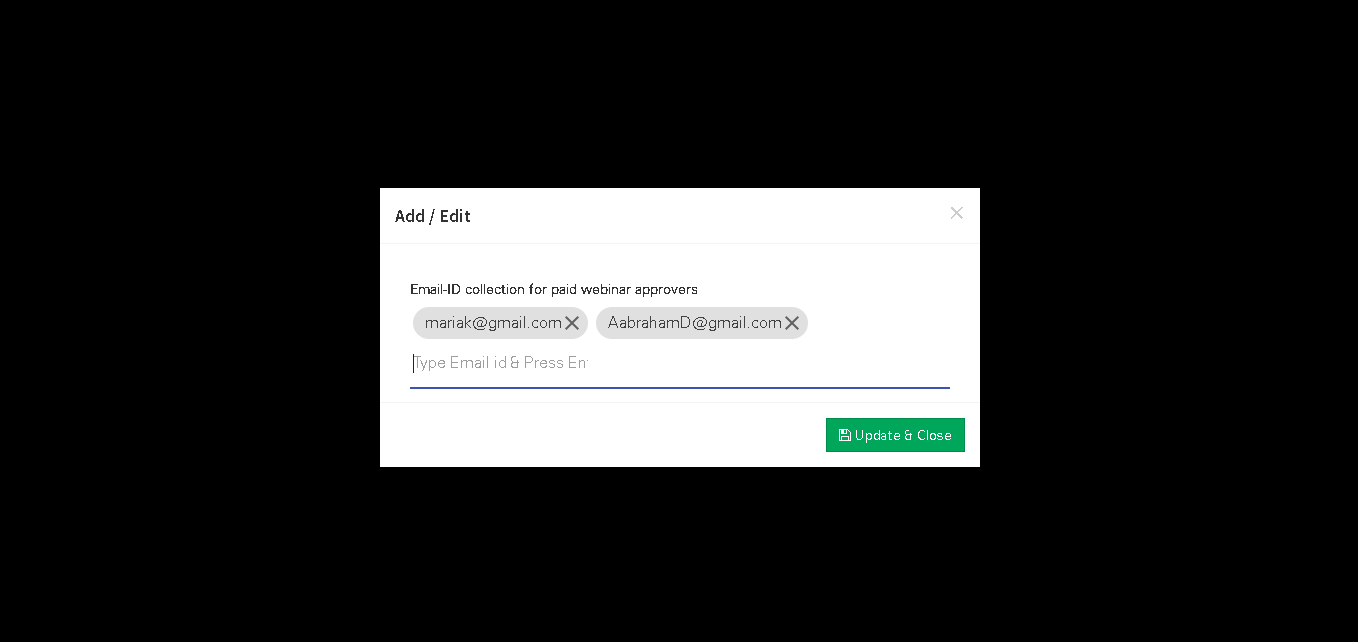 Add / Edit
Email-ID collection for paid webinar approvers
mariak@gmail.com AabrahamD@gmail.com
Type Email id & Press Ent
Update & Close